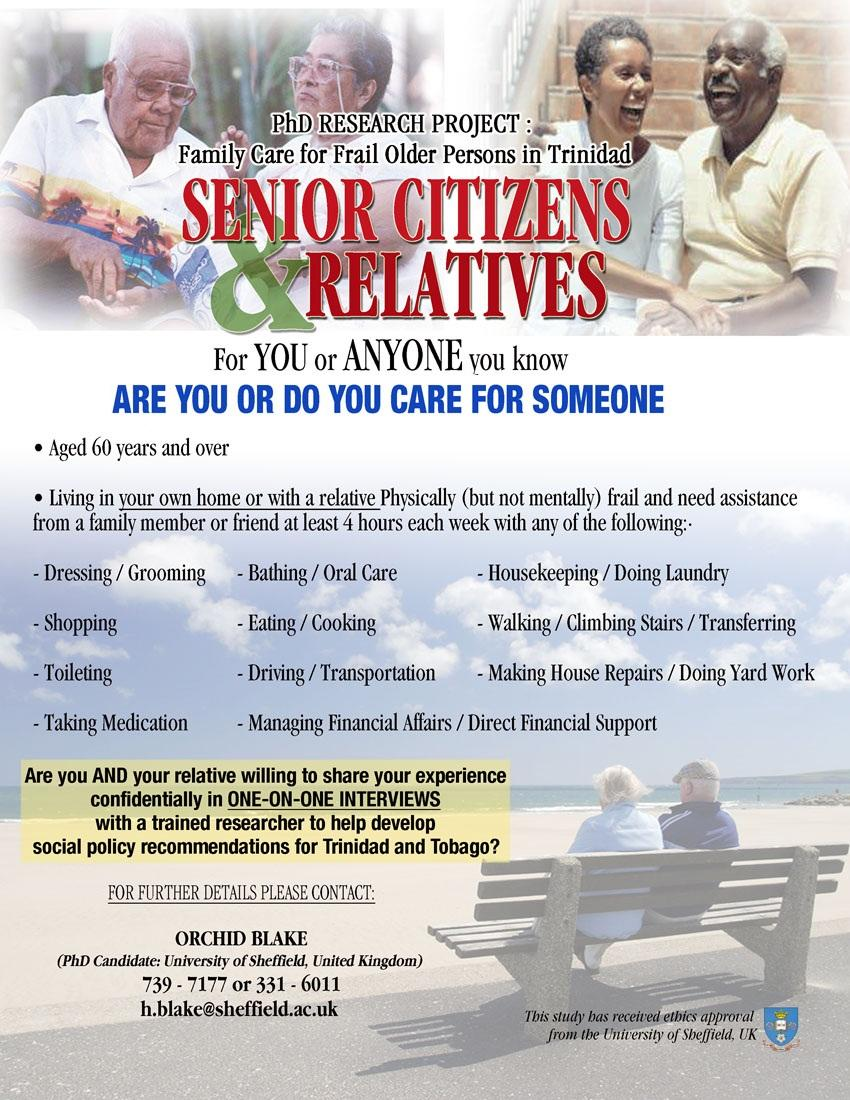 PhD RESEARCH PROJECT :
Family Care for Frail Older Persons in Trinidad
SENIOR CITIZENS
& RELATIVES
For YOU or ANYONE you know
ARE YOU OR DO YOU CARE FOR SOMEONE
• Aged 60 years and over
• Living in your own home or with a relative Physically (but not mentally) frail and need assistance
from a family member or friend at least 4 hours each week with any of the following:·
- Dressing / Grooming - Bathing / Oral Care - Housekeeping / Doing Laundry
- Shopping - Eating / Cooking - Walking / Climbing Stairs / Transferring
- Toileting - Driving / Transportation - Making House Repairs / Doing Yard Work
- Taking Medication - Managing Financial Affairs / Direct Financial Support
Are you AND your relative willing to share your experience
confidentially in ONE-ON-ONE INTERVIEWS
with a trained researcher to help develop
social policy recommendations for Trinidad and Tobago?
FOR FURTHER DETAILS PLEASE CONTACT:
ORCHID BLAKE
(PhD Candidate: University of Sheffield, United Kingdom)
739 - 7177 or 331 - 6011
h.blake@sheffield.ac.uk
This study has received ethics approval
from the University of Sheffield, UK